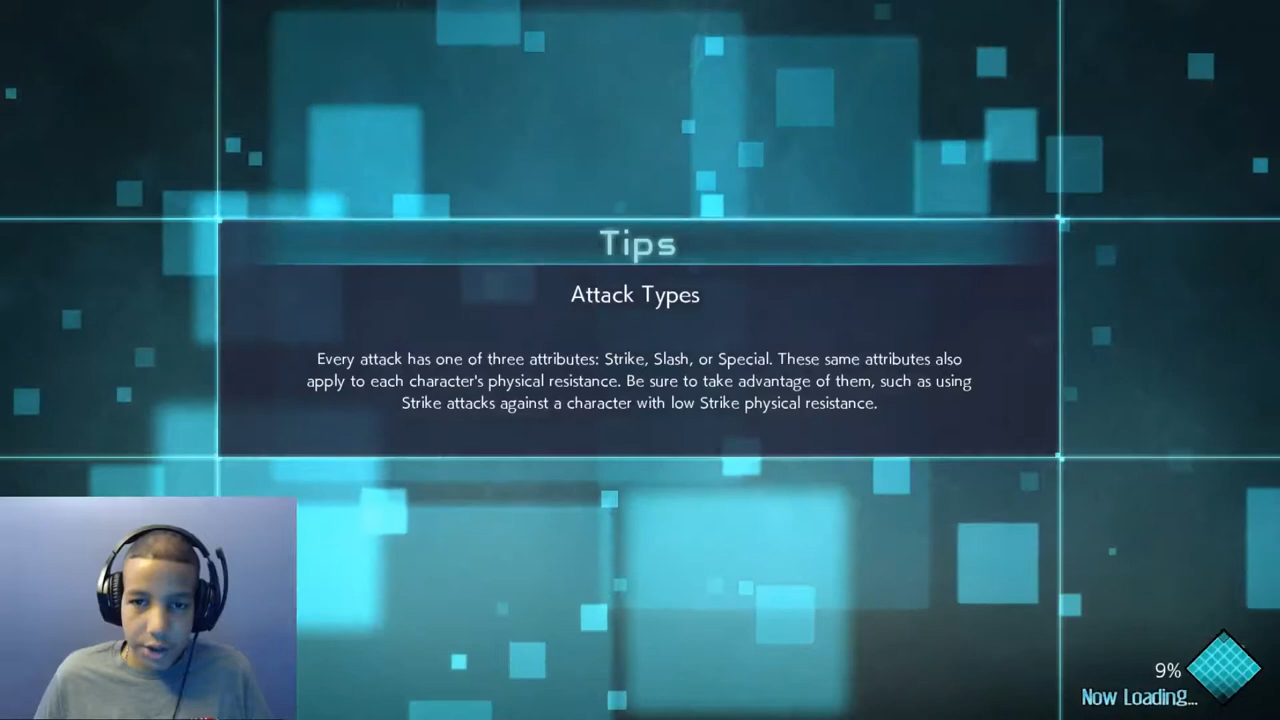 Tips
Attack Types
Every attack has one of three attributes: Strike, Slash, or Special. These same attributes also
apply to each character's physical resistance. Be sure to take advantage of them, such as using
Strike attacks against a character with low Strike physical resistance.
9%
Now Loading...